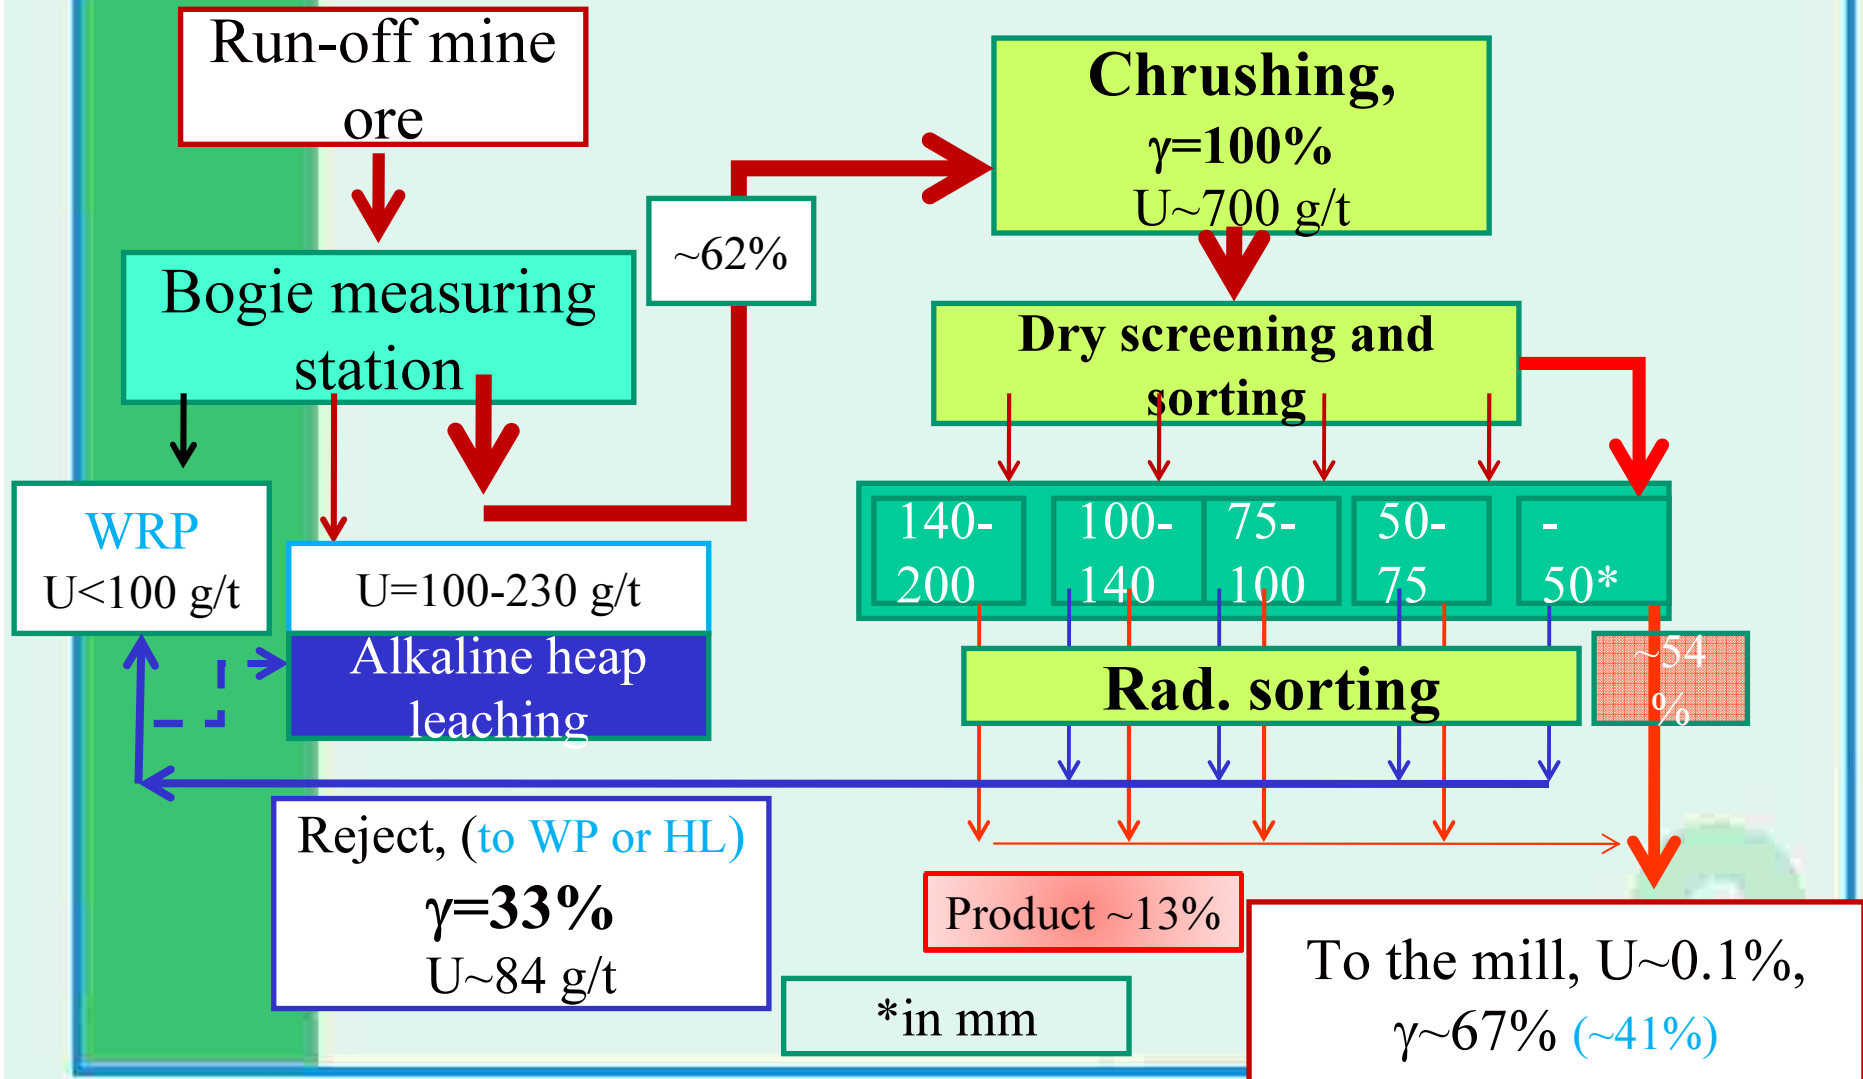 Run-off mine
ore
Chrushing,
γ=100%
U~700 g/t
~62%
Bogie measuring
station
Dry screening and
sorting
WRP
U<100 g/t
U=100-230 g/t
Alkaline heap
leaching
140-
200
100-
140
75-
100
50-
75
-
50*
Rad. sorting
~54
%
Reject, (to WP or HL)
γ=33%
U~84 g/t
Product ~13%
*in mm
To the mill, U~0.1%,
γ~67% (~41%)